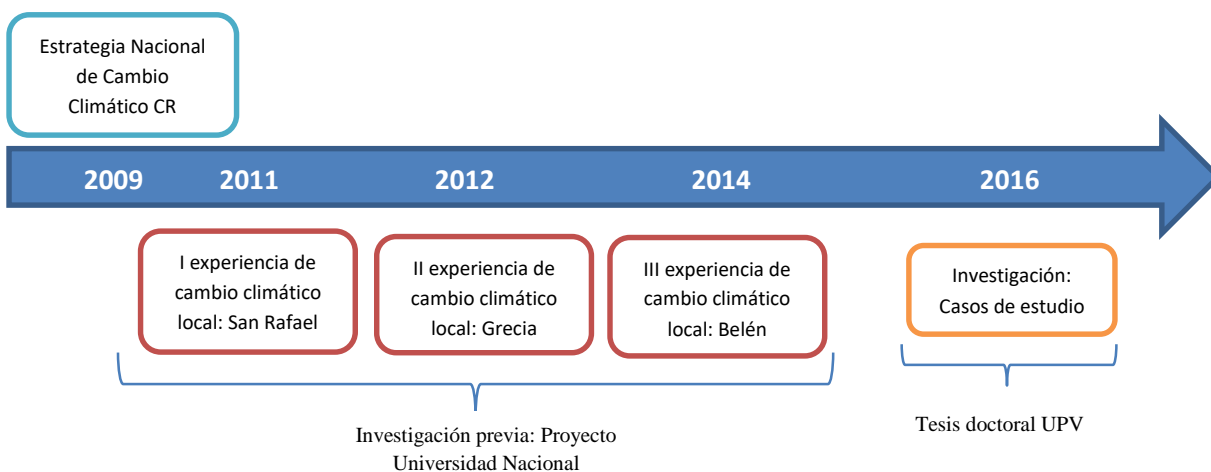 Estrategia Nacional
de Cambio
Climático CR
2009 2011 2012 2014 2016
I experiencia de
cambio climático
local: San Rafael
II experiencia de
cambio climático
local: Grecia
III experiencia de
cambio climático
local: Belén
Investigación:
Casos de estudio
Investigación previa: Proyecto
Universidad Nacional
Tesis doctoral UPV